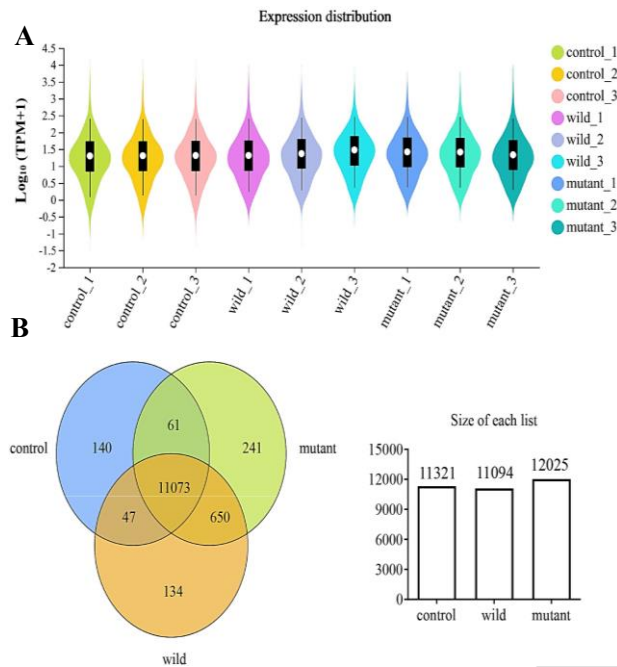 Expression distribution
A
Log₁₀ (TPM+1)
4.5
4
3.5
3
2.5
2
1.5
1
0.5
0
-0.5
-1
-1.5
-2
control_1
control_2
control_3
wild_1
wild_2
wild_3
mutant_1
mutant_2
mutant_3
control_1
control_2
control_3
wild_1
wild_2
wild_3
mutant_1
mutant_2
mutant_3
B
control
140
61
241
mutant
11073
47
650
134
wild
Size of each list
15000
12000
9000
6000
3000
0
11321
11094
12025
control
wild
mutant